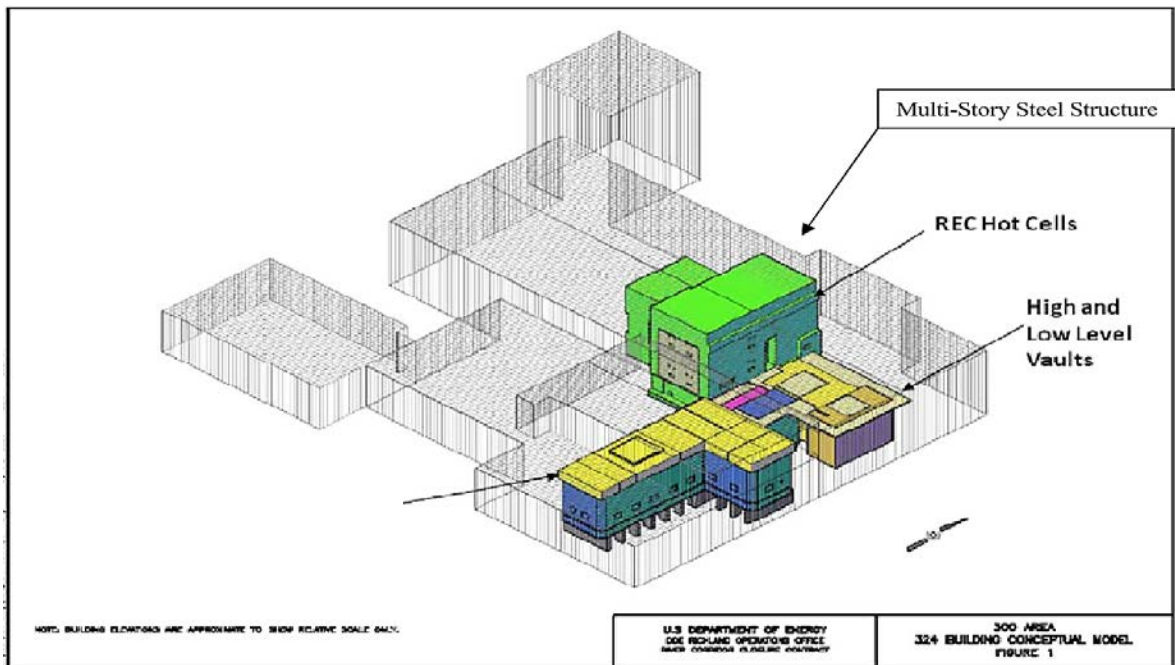 Multi-Story Steel Structure
REC Hot Cells
High and
Low Level
Vaults
NOTE: BUILDING ELEVATIONS ARE APPROXIMATE TO SHOW RELATIVE SCALE ONLY.
U.S DEPARTMENT OF ENERGY
DOE RICHLAND OPERATIONS OFFICE
RIVER CORRIDOR CLOSURE CONTRACT
300 AREA
324 BUILDING CONCEPTUAL MODEL
FIGURE 1